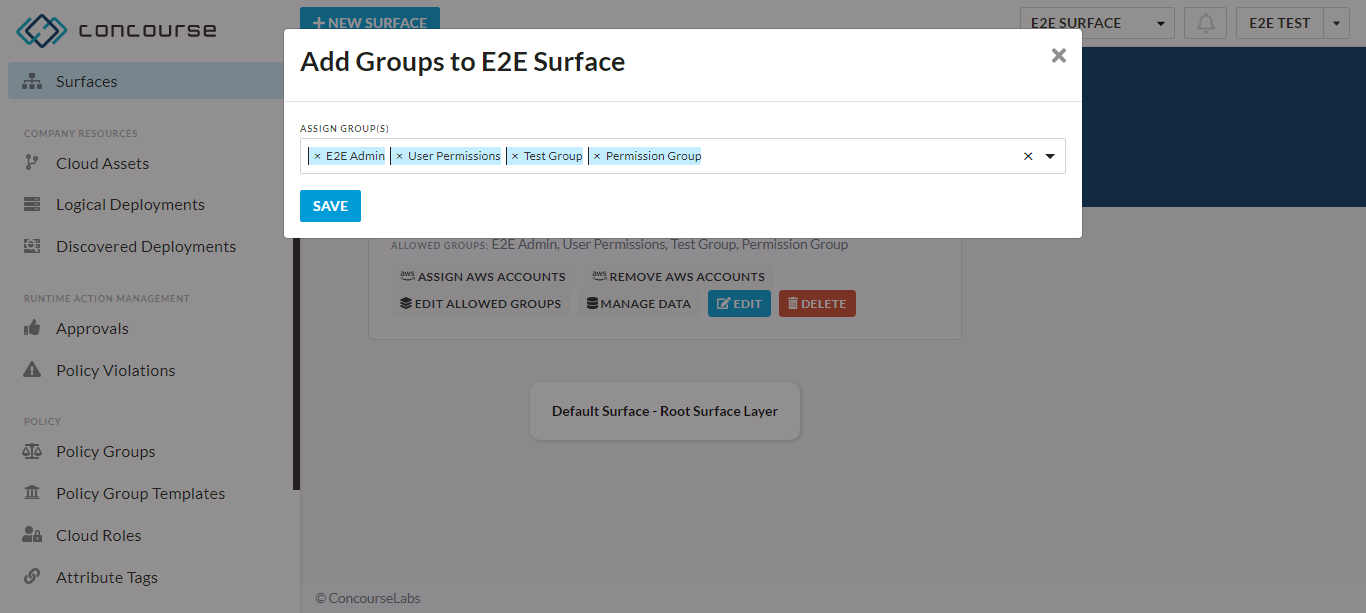 concourse
NEW SURFACE
E2E SURFACE
E2E TEST
Add Groups to E2E Surface
Surfaces
ASSIGN GROUP(S)
× E2E Admin × User Permissions × Test Group × Permission Group
SAVE
COMPANY RESOURCES
Cloud Assets
Logical Deployments
Discovered Deployments
RUNTIME ACTION MANAGEMENT
Approvals
Policy Violations
POLICY
Policy Groups
Policy Group Templates
Cloud Roles
Attribute Tags
ALLOWED GROUPS: E2E Admin, User Permissions, Test Group, Permission Group
aws ASSIGN AWS ACCOUNTS
aws REMOVE AWS ACCOUNTS
EDIT ALLOWED GROUPS
MANAGE DATA
EDIT
DELETE
Default Surface - Root Surface Layer
© ConcourseLabs